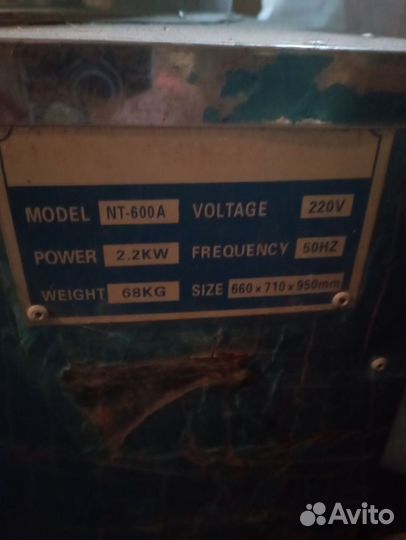 MODEL NT-600A VOLTAGE 220V
POWER 2.2KW FREQUENCY 50HZ
WEIGHT 68KG SIZE 660×710×950mm
Avito